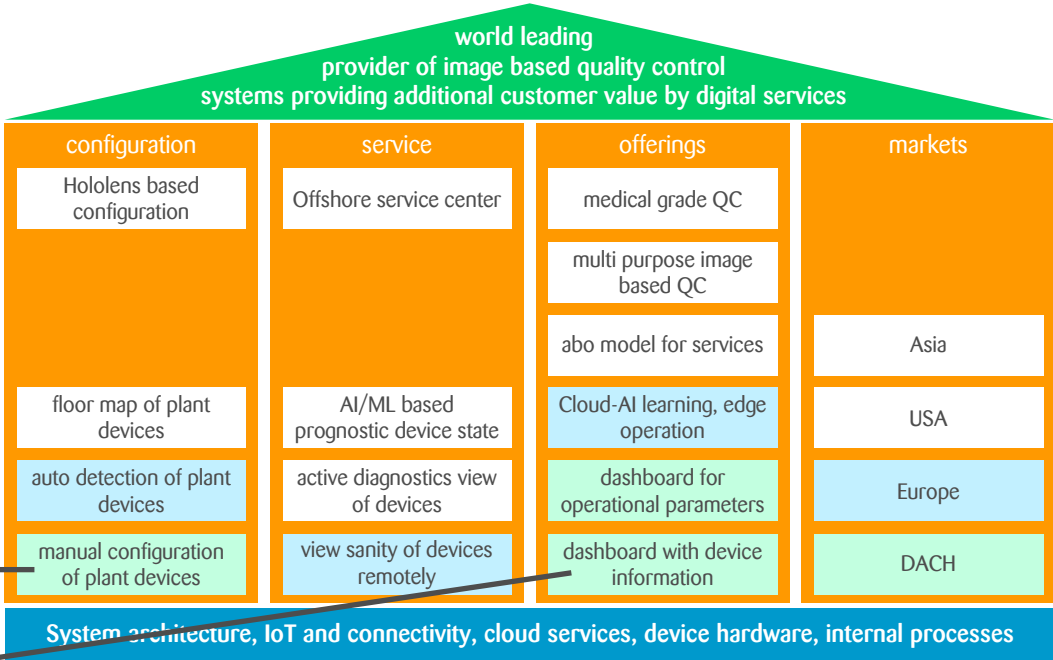 world leading
provider of image based quality control
systems providing additional customer value by digital services
configuration
Hololens based
configuration
floor map of plant
devices
auto detection of plant
devices
manual configuration
of plant devices
service
Offshore service center
AI/ML based
prognostic device state
active diagnostics view
of devices
view sanity of devices
remotely
offerings
medical grade QC
multi purpose image
based QC
abo model for services
Cloud-AI learning, edge
operation
dashboard for
operational parameters
dashboard with device
information
markets
Asia
USA
Europe
DACH
System architecture, IoT and connectivity, cloud services, device hardware, internal processes